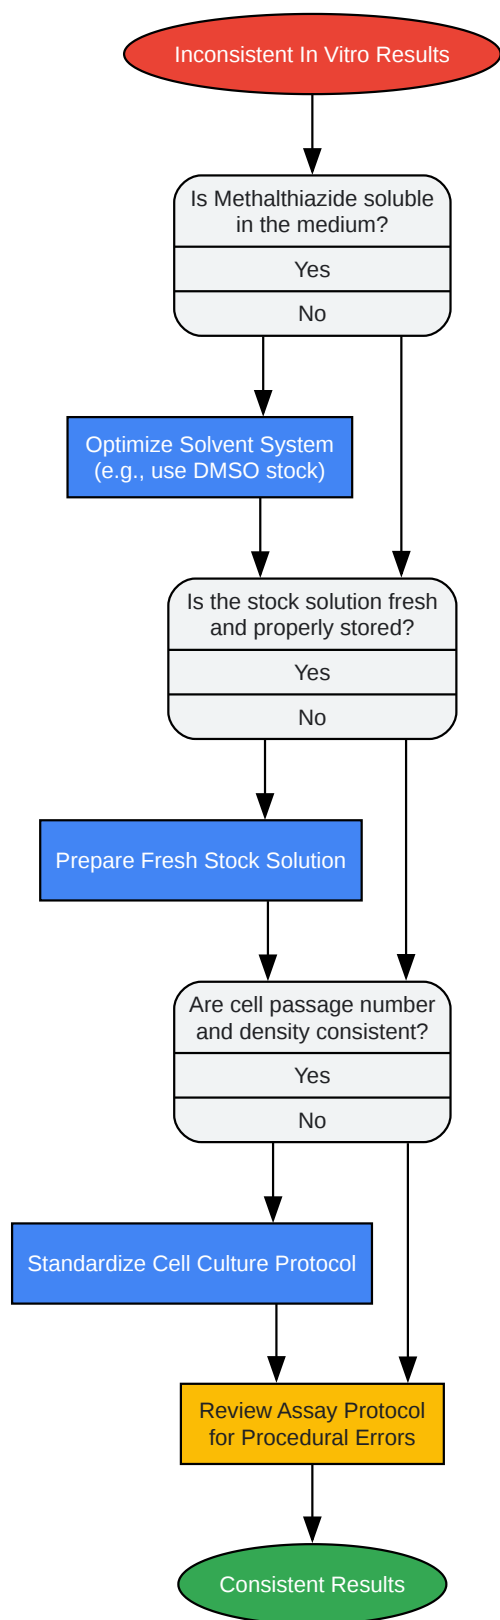 Inconsistent In Vitro Results
Is Methalthiazide soluble
in the medium?
Yes
No
Optimize Solvent System
(e.g., use DMSO stock)
Is the stock solution fresh
and properly stored?
Yes
No
Prepare Fresh Stock Solution
Are cell passage number
and density consistent?
Yes
No
Standardize Cell Culture Protocol
Review Assay Protocol
for Procedural Errors
Consistent Results